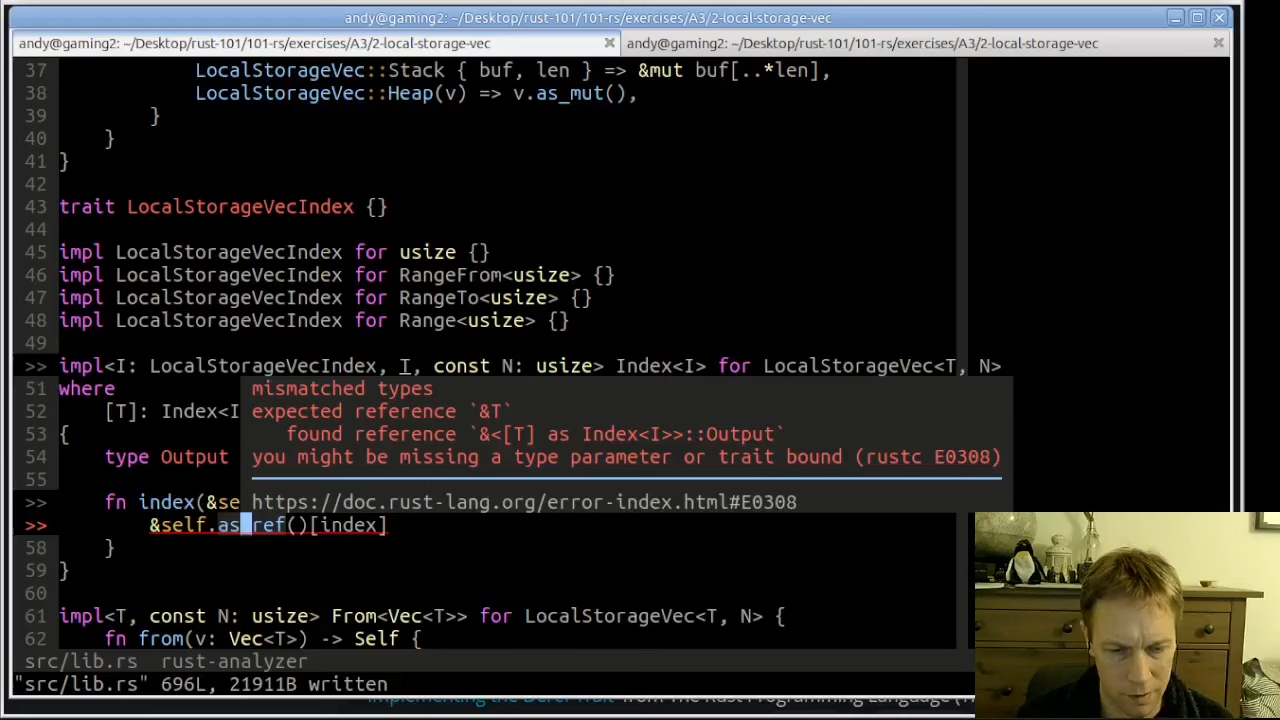 andy@gaming2: ~/Desktop/rust-101/101-rs/exercises/A3/2-local-storage-vec
andy@gaming2: ~/Desktop/rust-101/101-rs/exercises/A3/2-local-storage-vec
andy@gaming2: ~/Desktop/rust-101/101-rs/exercises/A3/2-local-storage-vec
37 LocalStorageVec::Stack { buf, len } => &mut buf[..*len],
38 LocalStorageVec::Heap(v) => v.as_mut(),
39 }
40 }
41 }
42
43 trait LocalStorageVecIndex {}
44
45 impl LocalStorageVecIndex for usize {}
46 impl LocalStorageVecIndex for RangeFrom<usize> {}
47 impl LocalStorageVecIndex for RangeTo<usize> {}
48 impl LocalStorageVecIndex for Range<usize> {}
49
>> impl<I: LocalStorageVecIndex, T, const N: usize> Index<I> for LocalStorageVec<T, N>
51 where
mismatched types
52 [T]: Index<I
expected reference `&T`
53 {
found reference `&<[T] as Index<I>>::Output`
54 type Output
you might be missing a type parameter or trait bound (rustc E0308)
55
>> fn index(&se
https://doc.rust-lang.org/error-index.html#E0308
>> &self.as_ref()[index]
58 }
59 }
60
61 impl<T, const N: usize> From<Vec<T>> for LocalStorageVec<T, N> {
62 fn from(v: Vec<T>) -> Self {
src/lib.rs rust-analyzer
"src/lib.rs" 696L, 21911B written